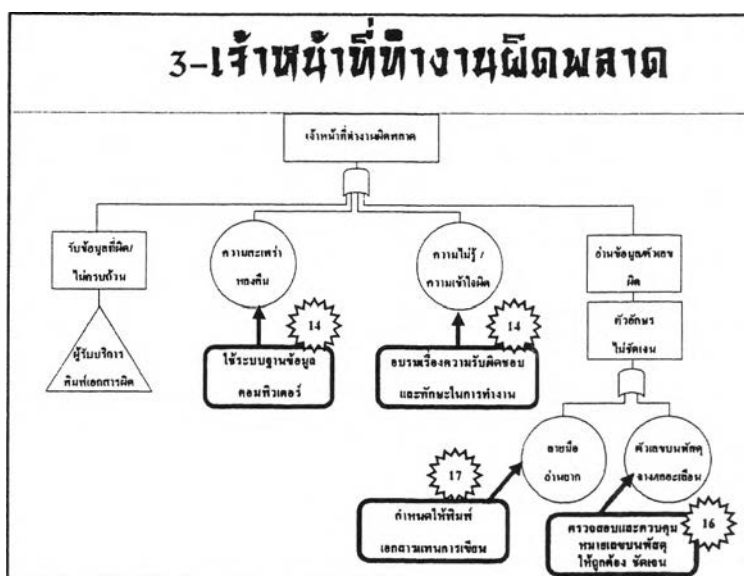 3-เจ้าหน้าที่ทำงานผิดพลาด
เจ้าหน้าที่ทำงานผิดพลาด
รับข้อมูลที่ผิด/
ไม่ครบถ้วน
ความสะเพร่า
หลงลืม
ความไม่รู้ /
ความเข้าใจผิด
อ่านข้อมูล/ตัวเลข
ผิด
ผู้รับบริการ
พิมพ์เอกสารผิด
14
ใช้ระบบฐานข้อมูล
คอมพิวเตอร์
14
อบรมเรื่องความรับผิดชอบ
และทักษะในการทำงาน
ตัวอักษร
ไม่ชัดเจน
ลายมือ
อ่านยาก
ตัวเลขบนพัสดุ
17
กำหนดให้พิมพ์
เอกสารแทนการเขียน
16
ตรวจสอบและควบคุม
หมายเลขบนพัสดุ
ให้ถูกต้อง ชัดเจน